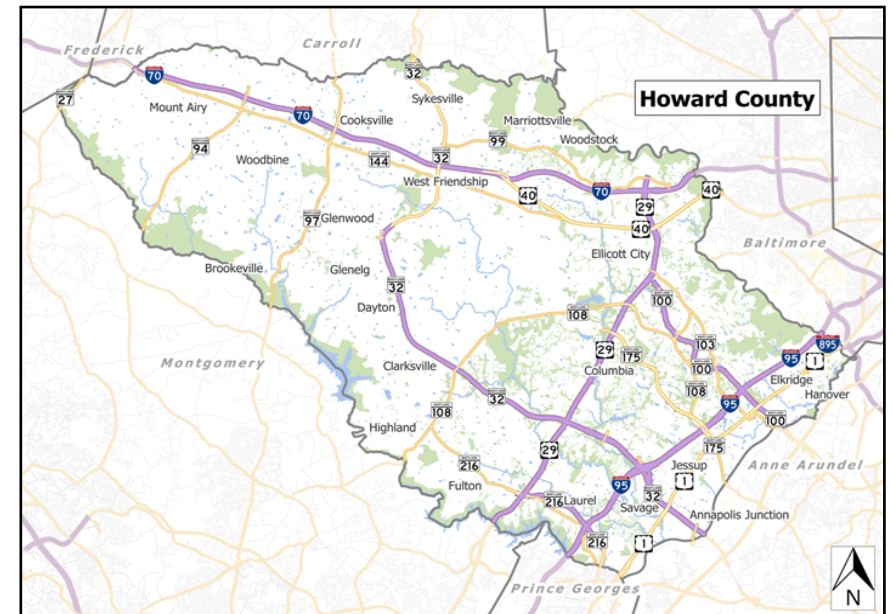 Frederick
Carroll
70
32
27
Mount Airy
Sykesville
Howard County
70
Cooksville
Marriottsville
94
99
Woodstock
Woodbine
144
32
West Friendship
40
70
40
29
97
Glenwood
40
Ellicott City
Baltimore
Brookeville
Glenelg
32
Dayton
100
108
103
895
Montgomery
29
175
95
1
Clarksville
Columbia
100
Elkridge
32
108
Hanover
108
95
100
Highland
29
175
216
Jessup
Anne Arundel
Fulton
95
1
32
216
Laurel
Savage
Annapolis Junction
216
1
Prince Georges
N